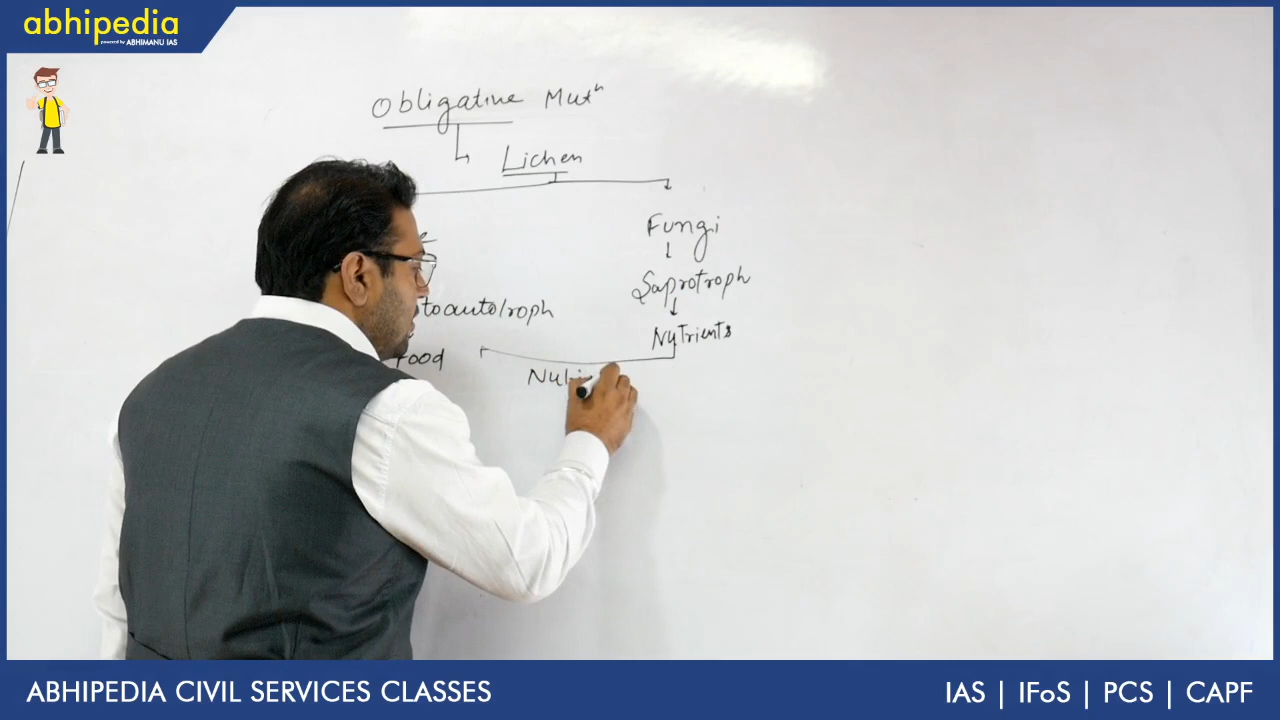 abhipedia
powered by ABHIMANU IAS
Obligative Mutⁿ
Lichen
Fungi
Saprotroph
toautotroph
Nutrients
Food
ABHIPEDIA CIVIL SERVICES CLASSES
IAS | IFoS | PCS | CAPF